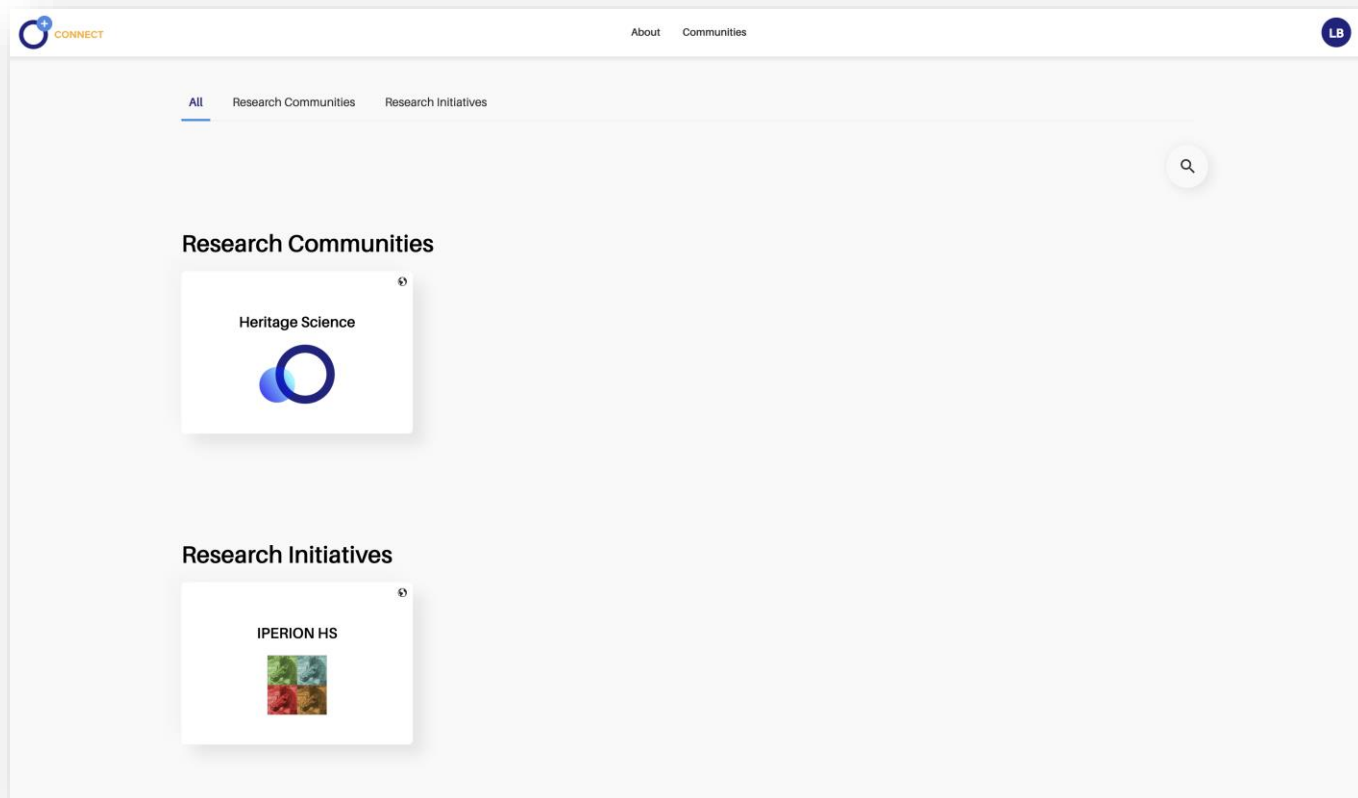 CONNECT
About Communities
LB
All Research Communities Research Initiatives
Research Communities
Heritage Science
Research Initiatives
IPERION HS